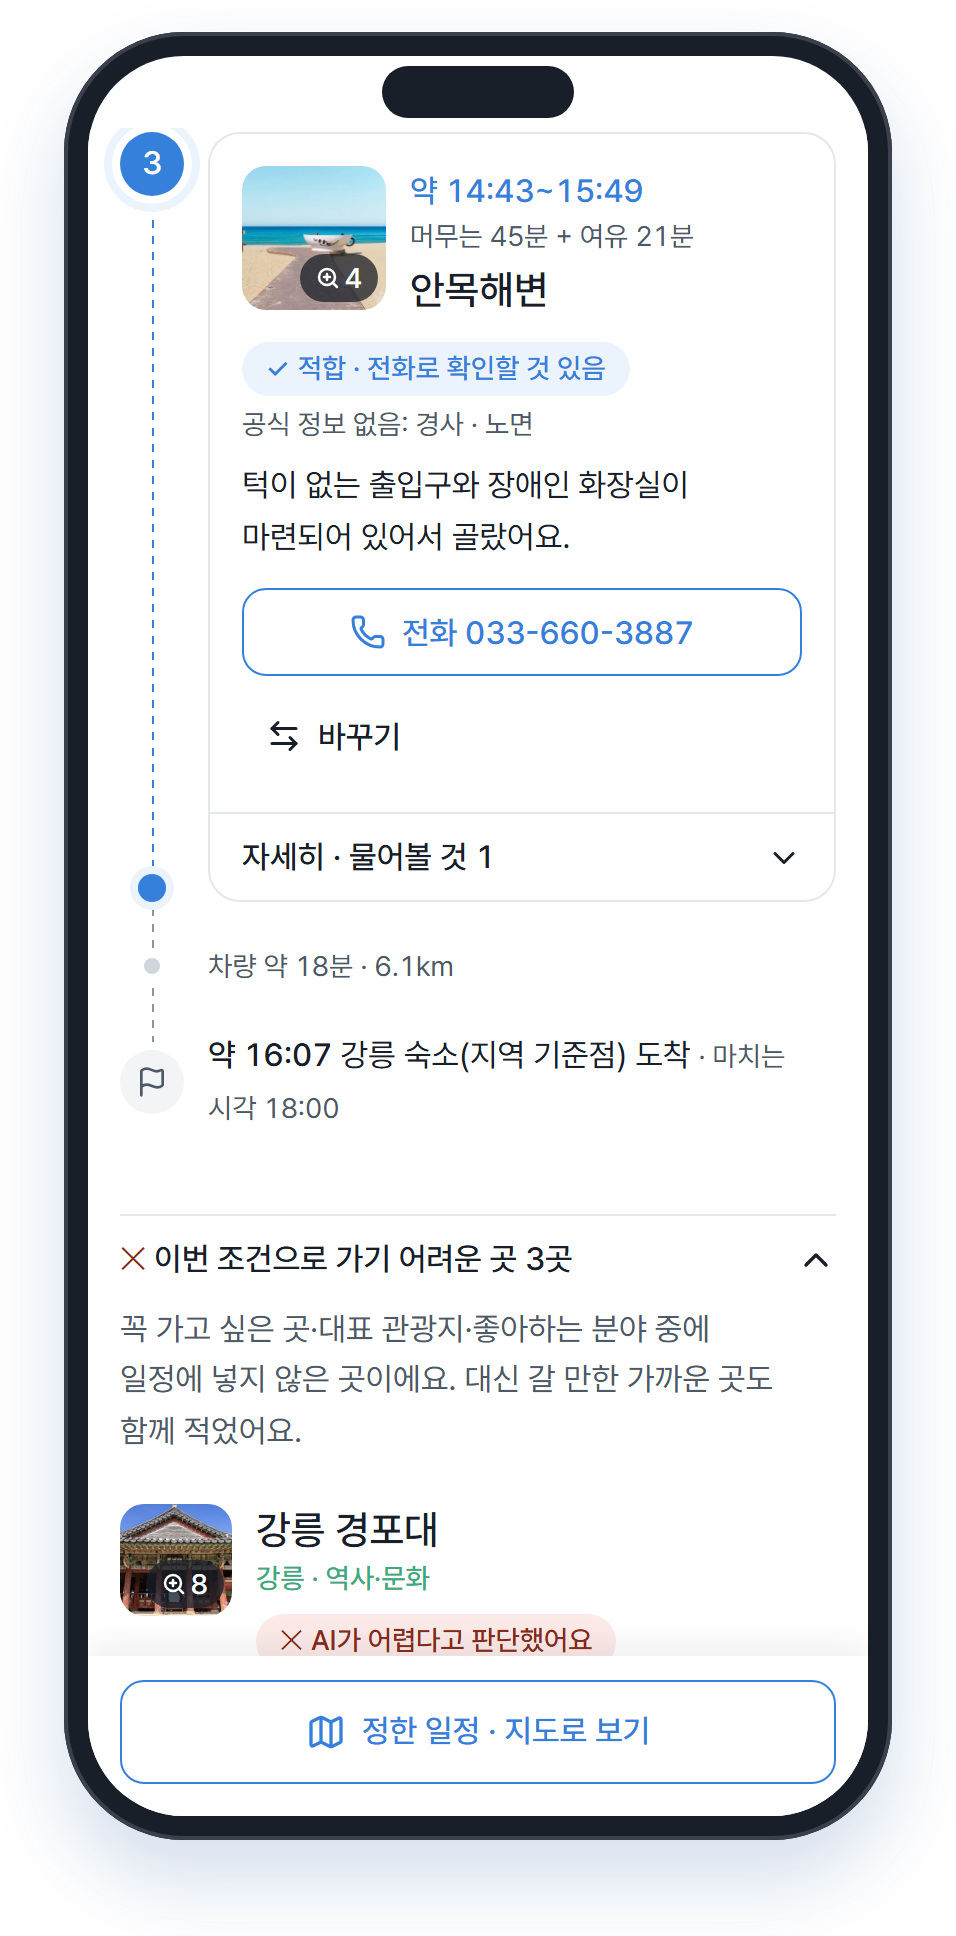 3
약 14:43~15:49
머무는 45분 + 여유 21분
안목해변
4
적합 · 전화로 확인할 것 있음
공식 정보 없음: 경사 · 노면
턱이 없는 출입구와 장애인 화장실이
마련되어 있어서 골랐어요.
전화 033-660-3887
바꾸기
자세히 · 물어볼 것 1
차량 약 18분 · 6.1km
약 16:07 강릉 숙소(지역 기준점) 도착 · 마치는
시각 18:00
이번 조건으로 가기 어려운 곳 3곳
꼭 가고 싶은 곳·대표 관광지·좋아하는 분야 중에
일정에 넣지 않은 곳이에요. 대신 갈 만한 가까운 곳도
함께 적었어요.
강릉 경포대
강릉 · 역사·문화
8
AI가 어렵다고 판단했어요
정한 일정 · 지도로 보기